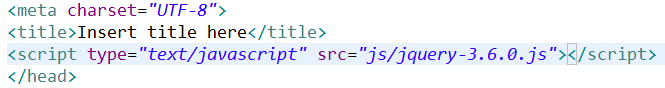 <meta charset="UTF-8">
<title>Insert title here</title>
<script type="text/javascript" src="js/jquery-3.6.0.js"></script>
</head>